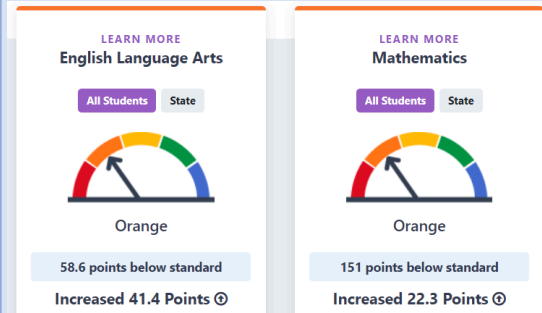 LEARN MORE
English Language Arts
All Students State
Orange
58.6 points below standard
Increased 41.4 Points
LEARN MORE
Mathematics
All Students State
Orange
151 points below standard
Increased 22.3 Points